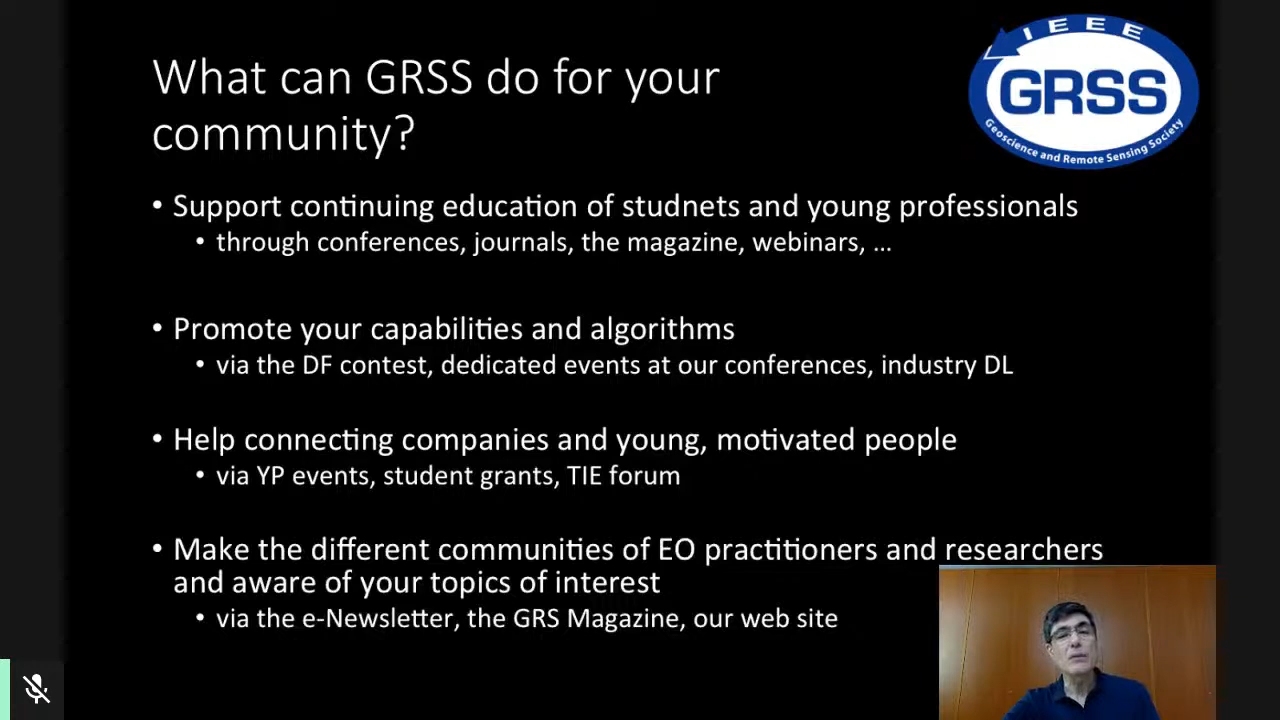 What can GRSS do for your
community?
IEEE
GRSS
Geoscience and Remote Sensing Society
• Support continuing education of studnets and young professionals
• through conferences, journals, the magazine, webinars, ...
• Promote your capabilities and algorithms
• via the DF contest, dedicated events at our conferences, industry DL
• Help connecting companies and young, motivated people
• via YP events, student grants, TIE forum
• Make the different communities of EO practitioners and researchers
and aware of your topics of interest
• via the e-Newsletter, the GRS Magazine, our web site